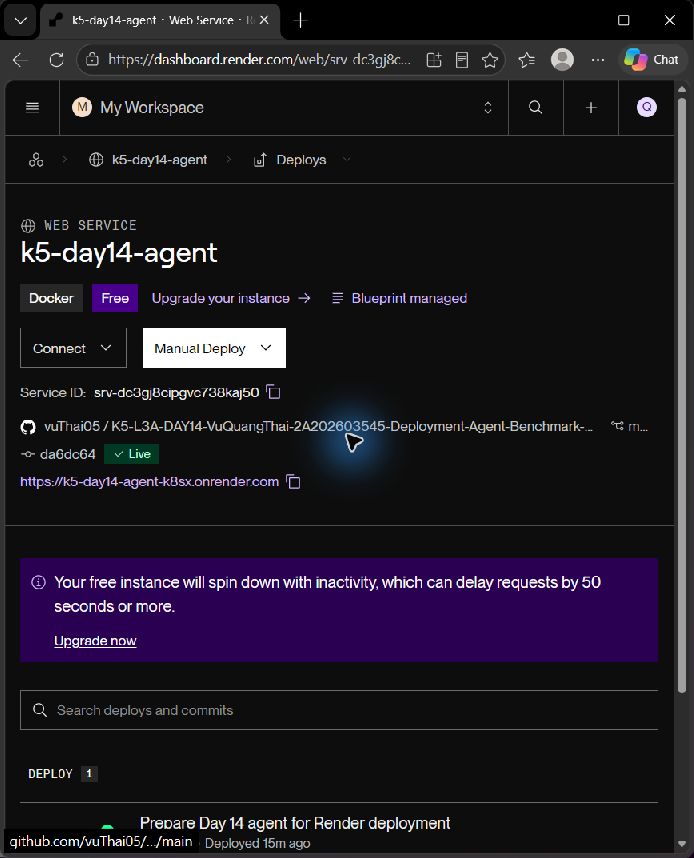 k5-day14-agent · Web Service · R
https://dashboard.render.com/web/srv-dc3gj8c...
Chat
M My Workspace
Q
k5-day14-agent
Deploys
WEB SERVICE
k5-day14-agent
Docker
Free
Upgrade your instance →
Blueprint managed
Connect
Manual Deploy
Service ID: srv-dc3gj8cipgvc738kaj50
vuThai05 / K5-L3A-DAY14-VuQuangThai-2A202603545-Deployment-Agent-Benchmark-... m...
da6dc64 ✓ Live
https://k5-day14-agent-k8sx.onrender.com
Your free instance will spin down with inactivity, which can delay requests by 50
seconds or more.
Upgrade now
Search deploys and commits
DEPLOY 1
Prepare Day 14 agent for Render deployment
github.com/vuThai05/.../main
Deployed 15m ago